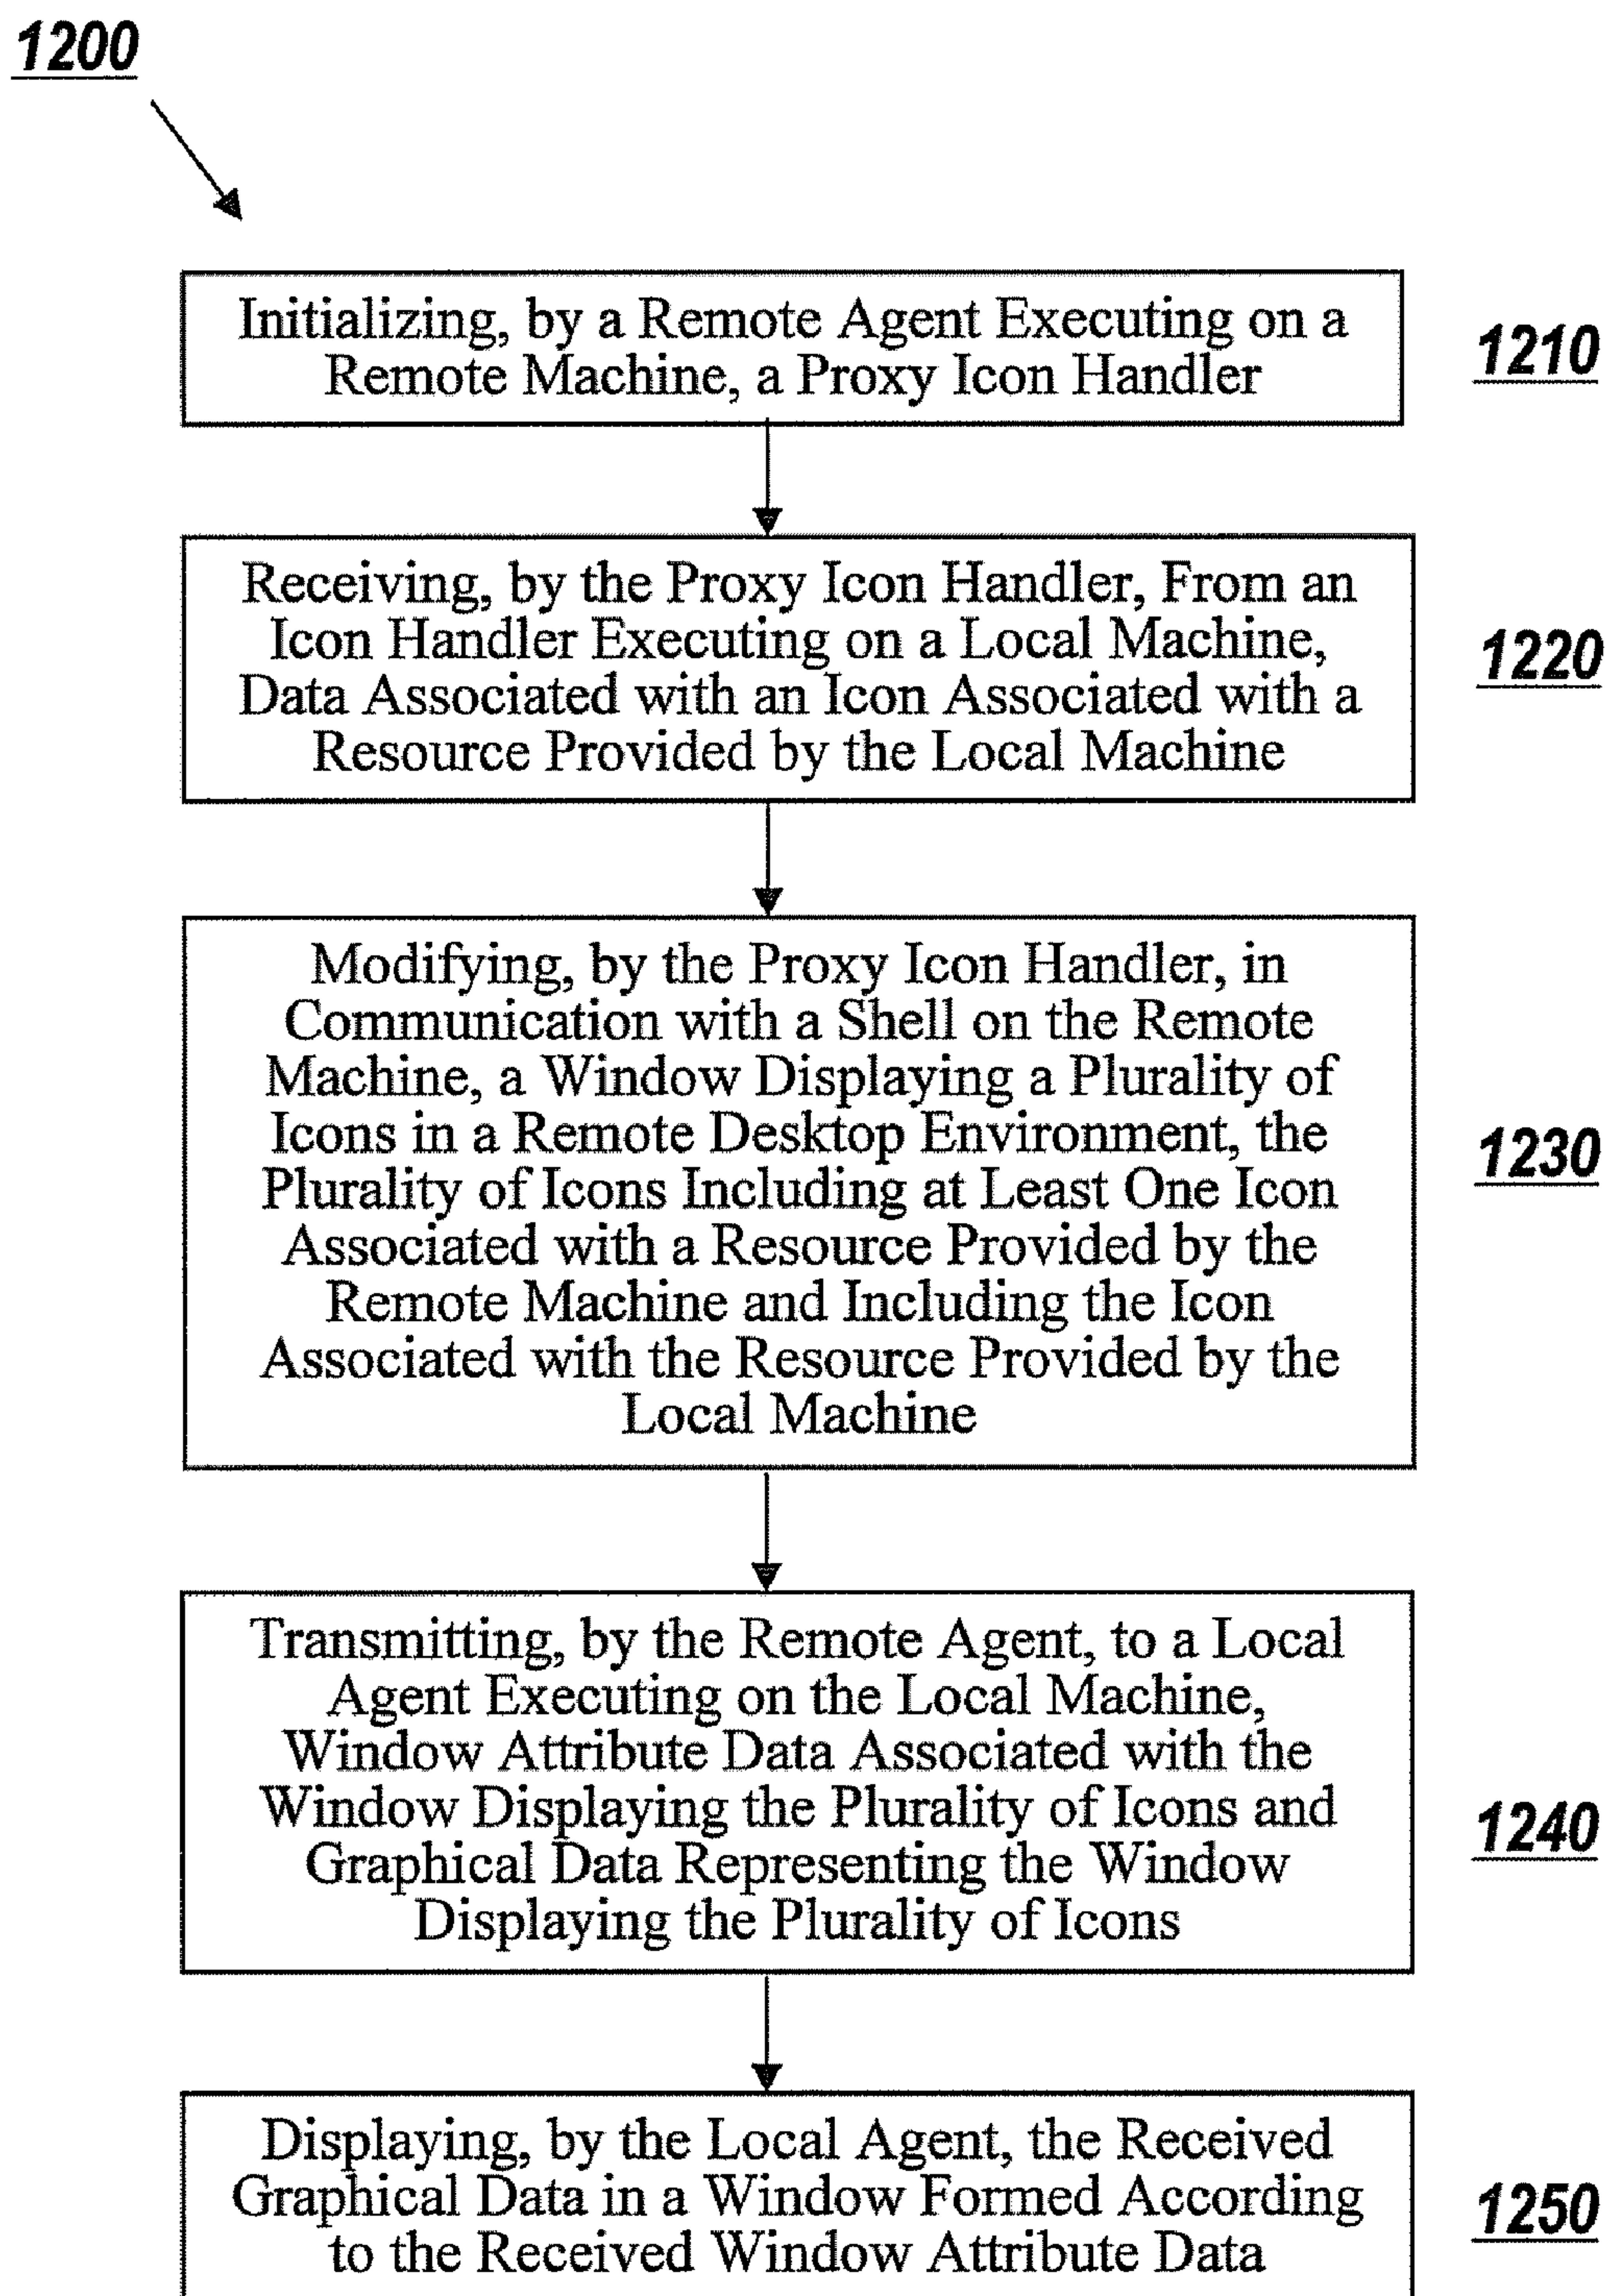 1200
Initializing, by a Remote Agent Executing on a
Remote Machine, a Proxy Icon Handler
1210
Receiving, by the Proxy Icon Handler, From an
Icon Handler Executing on a Local Machine,
Data Associated with an Icon Associated with a
Resource Provided by the Local Machine
1220
Modifying, by the Proxy Icon Handler, in
Communication with a Shell on the Remote
Machine, a Window Displaying a Plurality of
Icons in a Remote Desktop Environment, the
Plurality of Icons Including at Least One Icon
Associated with a Resource Provided by the
Remote Machine and Including the Icon
Associated with the Resource Provided by the
Local Machine
1230
Transmitting, by the Remote Agent, to a Local
Agent Executing on the Local Machine,
Window Attribute Data Associated with the
Window Displaying the Plurality of Icons and
Graphical Data Representing the Window
Displaying the Plurality of Icons
1240
Displaying, by the Local Agent, the Received
Graphical Data in a Window Formed According
to the Received Window Attribute Data
1250